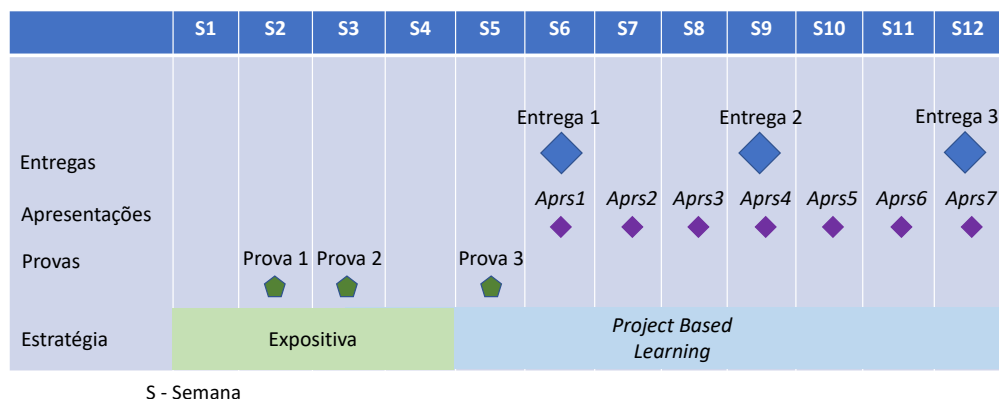 S1 S2 S3 S4 S5 S6 S7 S8 S9 S10 S11 S12
Entrega 1 Entrega 2 Entrega 3
Entregas
Aprs1 Aprs2 Aprs3 Aprs4 Aprs5 Aprs6 Aprs7
Apresentações
Provas Prova 1 Prova 2 Prova 3
Estratégia Expositiva Project Based
Learning
S - Semana